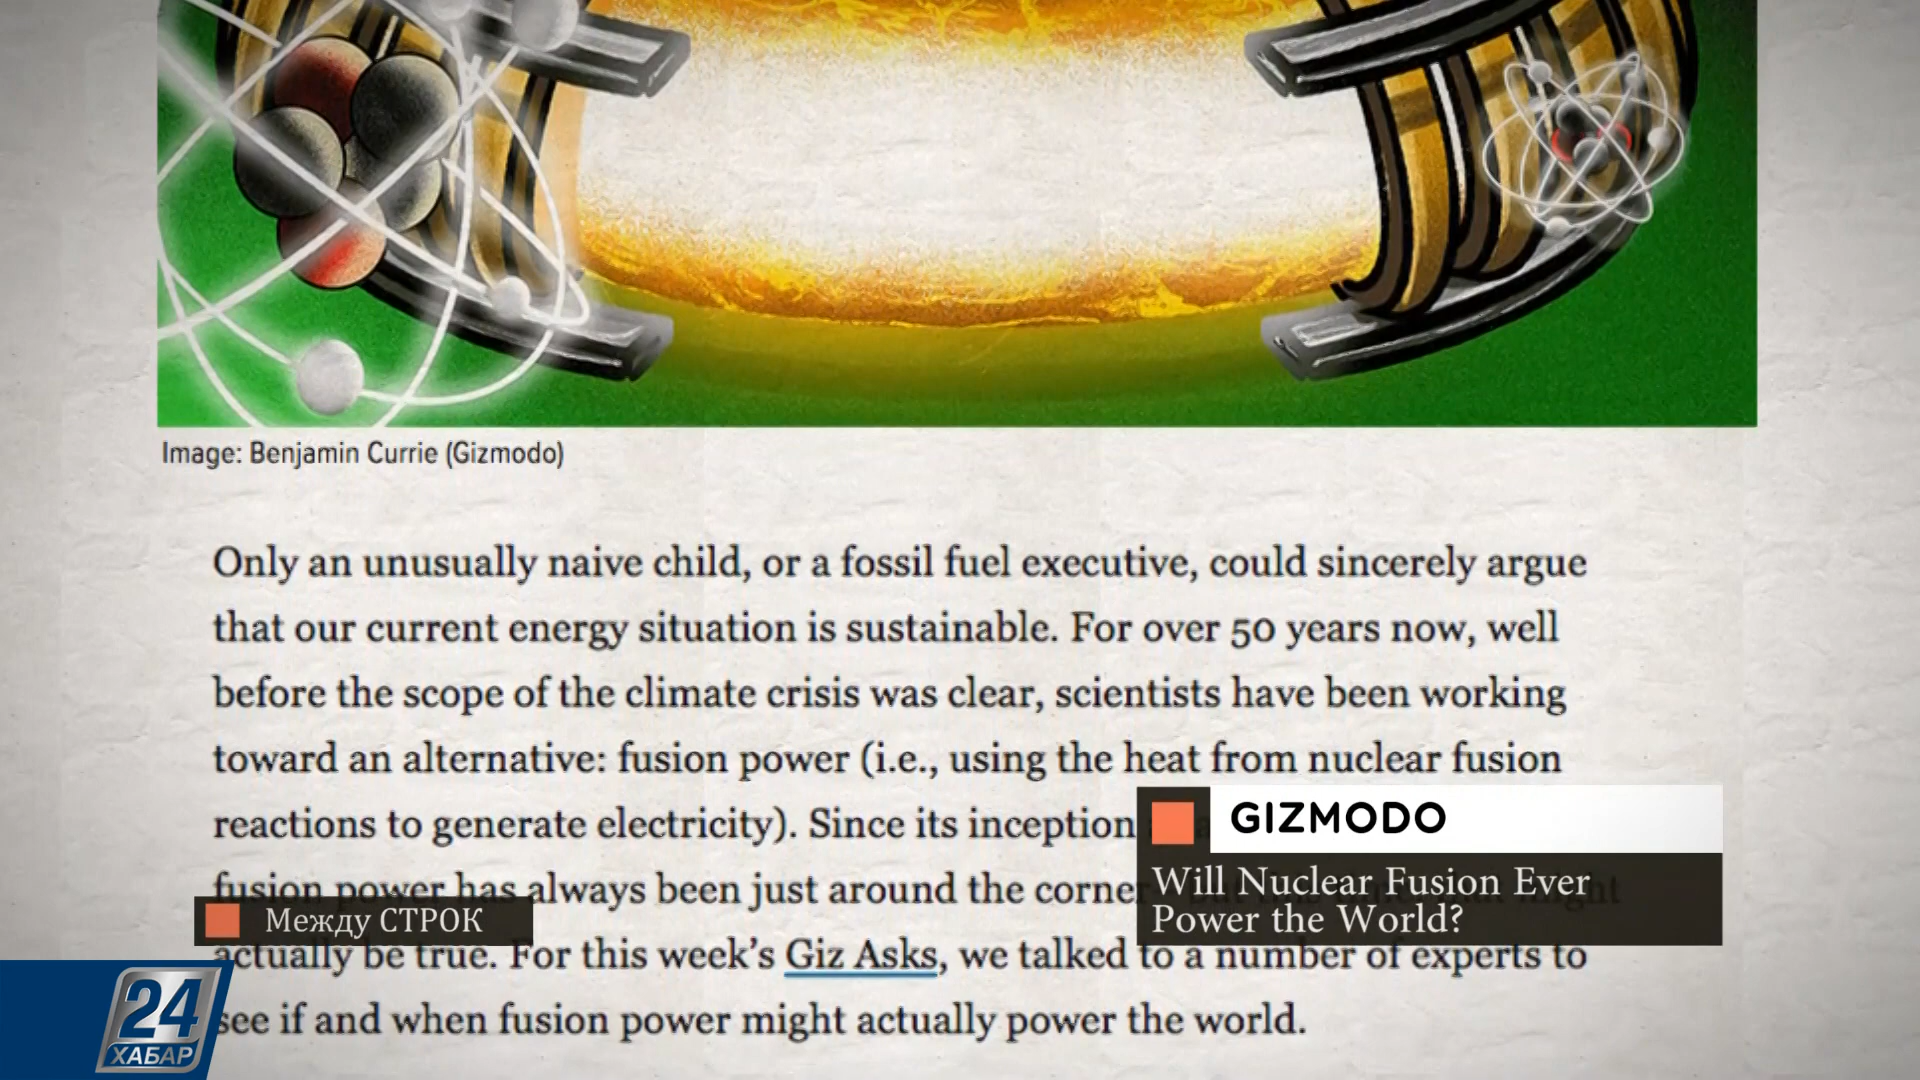 Image: Benjamin Currie (Gizmodo)
Only an unusually naive child, or a fossil fuel executive, could sincerely argue
that our current energy situation is sustainable. For over 50 years now, well
before the scope of the climate crisis was clear, scientists have been working
toward an alternative: fusion power (i.e., using the heat from nuclear fusion
reactions to generate electricity). Since its inception
fusion power has always been just around the corner
actually be true. For this week's Giz Asks, we talked to a number of experts to
see if and when fusion power might actually power the world.
GIZMODO
Will Nuclear Fusion Ever
Power the World?
Между СТРОК
24
ХАБАР